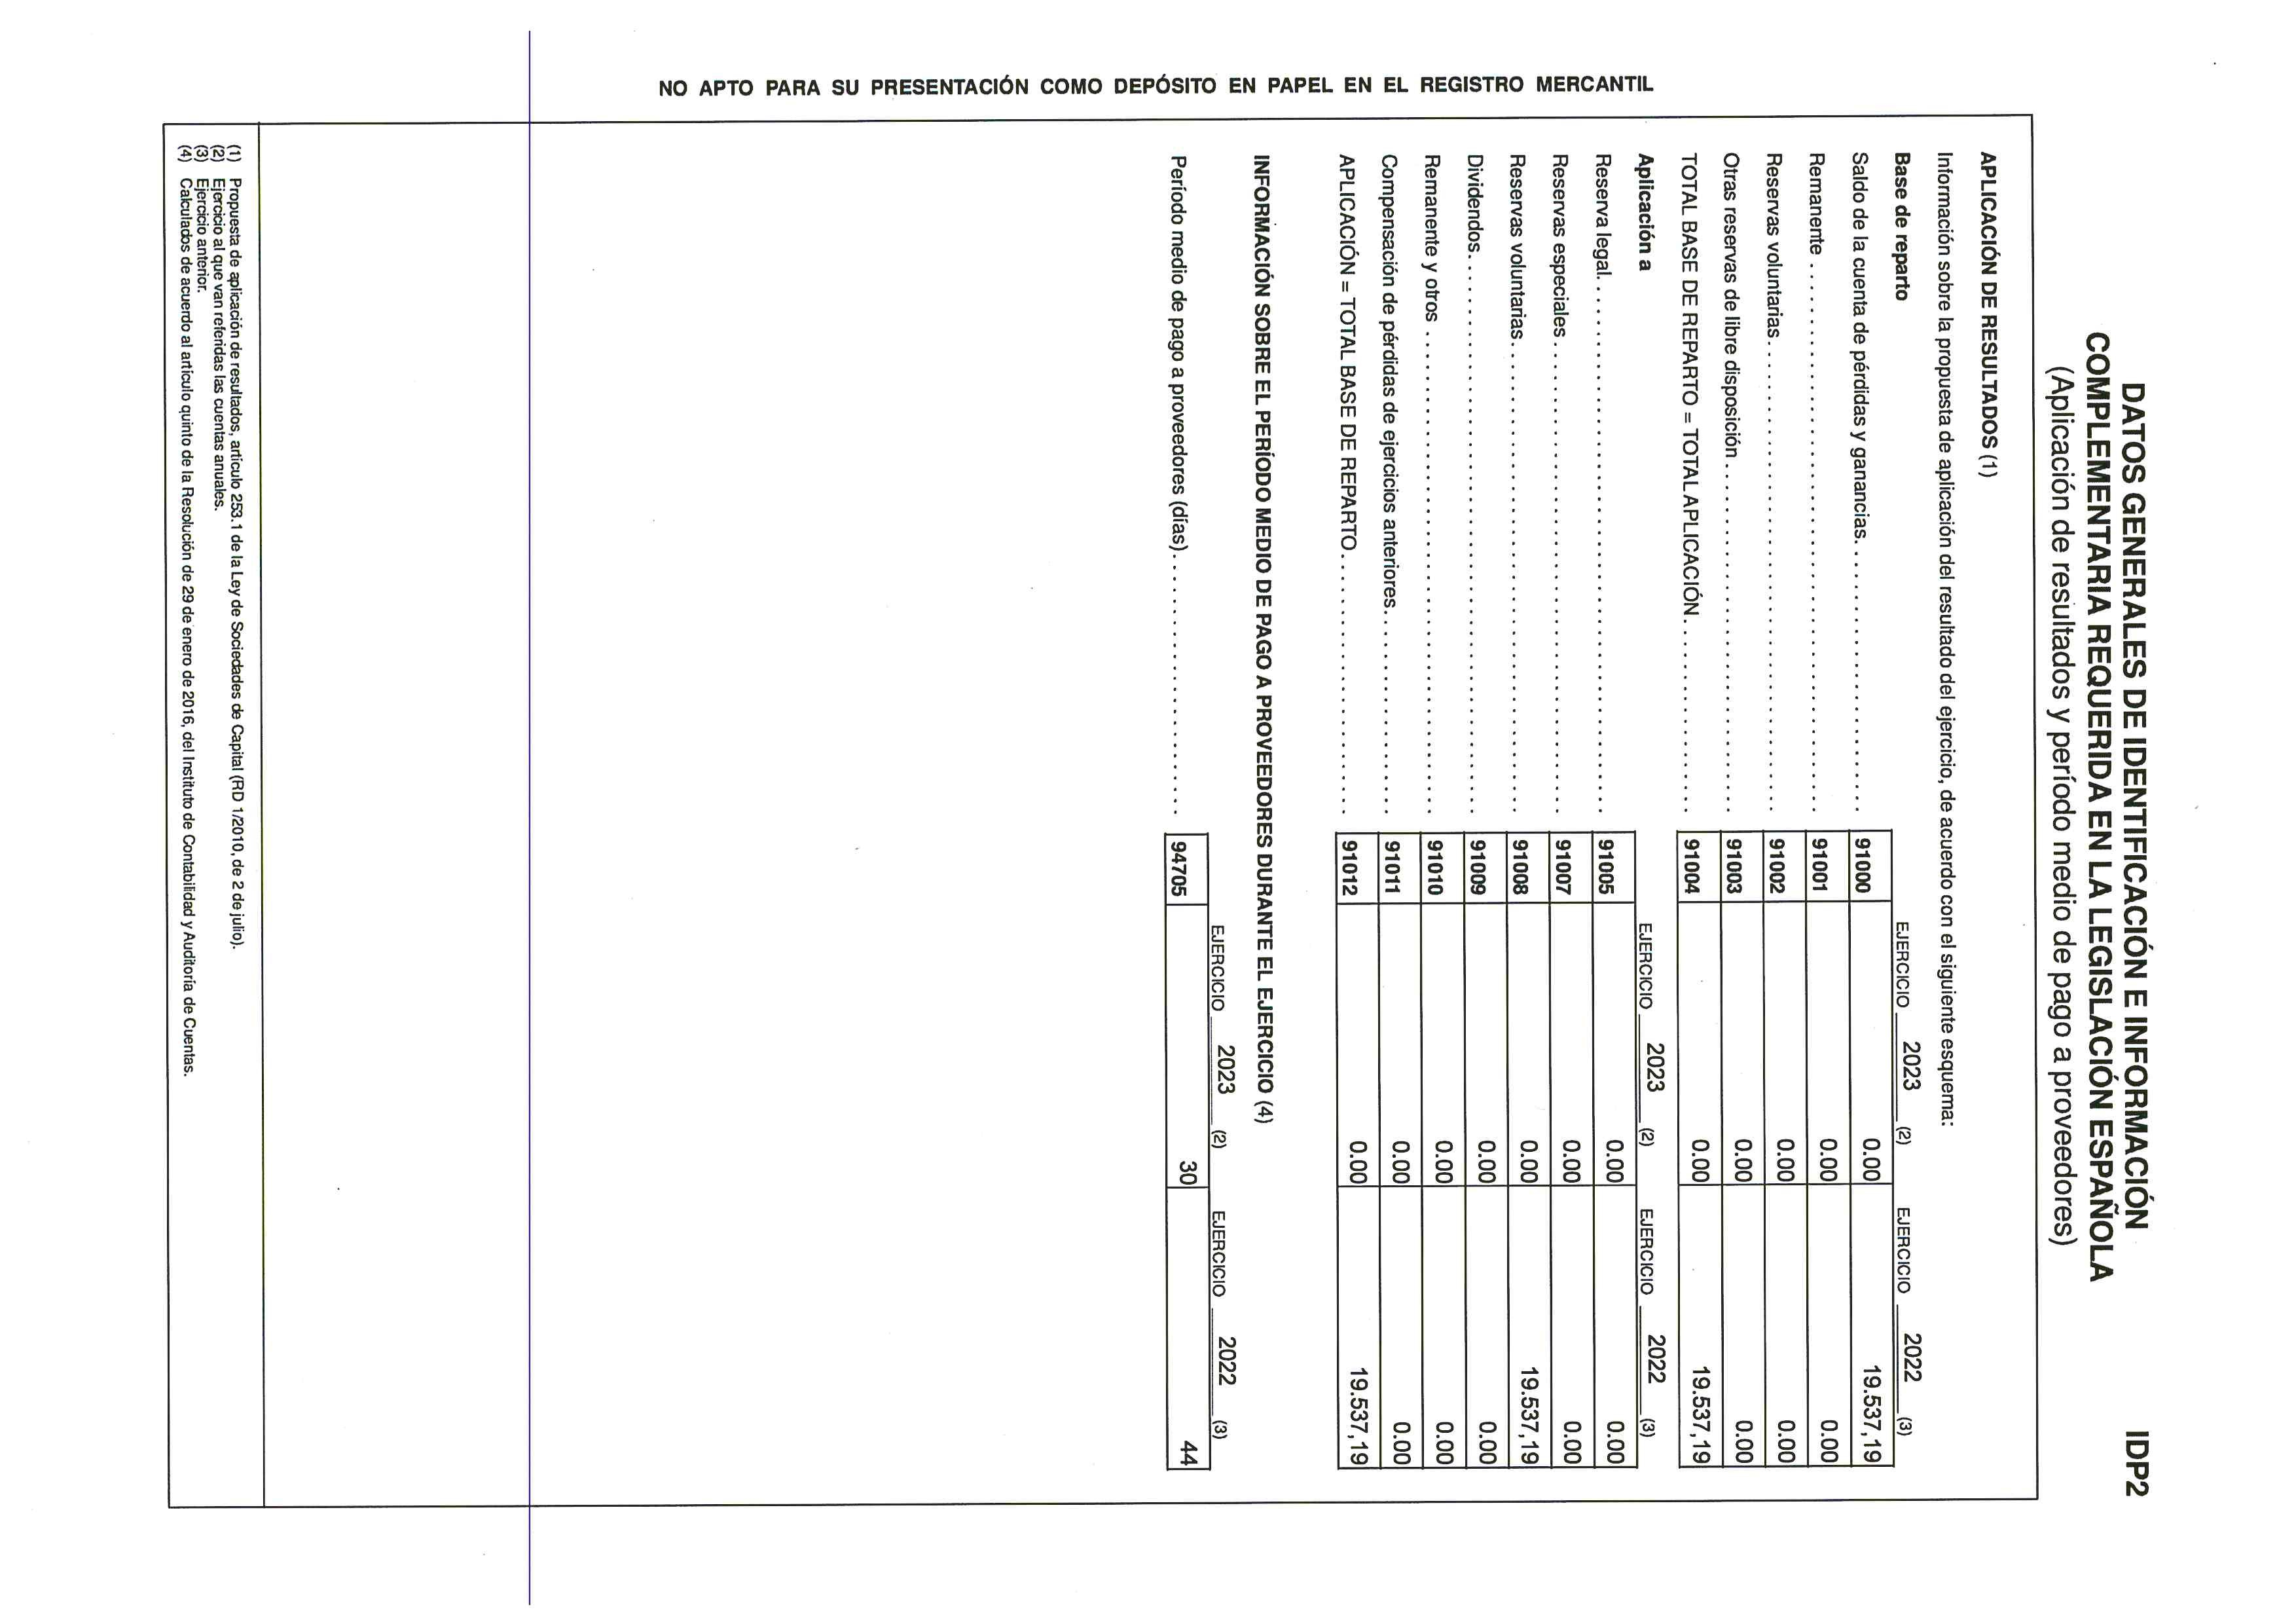 DATOS GENERALES DE IDENTIFICACIÓN E INFORMACIÓN
COMPLEMENTARIA REQUERIDA EN LA LEGISLACIÓN ESPAÑOLA
(Aplicación de resultados y período medio de pago a proveedores)
IDP2
APLICACIÓN DE RESULTADOS (1)
Información sobre la propuesta de aplicación del resultado del ejercicio, de acuerdo con el siguiente esquema:
Base de reparto EJERCICIO 2023 (2) EJERCICIO 2022 (3)
Saldo de la cuenta de pérdidas y ganancias. 91000 0.00 19.537,19
Remanente 91001 0.00 0.00
Reservas voluntarias 91002 0.00 0.00
Otras reservas de libre disposición 91003 0.00 0.00
TOTAL BASE DE REPARTO = TOTAL APLICACIÓN 91004 0.00 19.537,19
Aplicación a EJERCICIO 2023 (2) EJERCICIO 2022 (3)
Reserva legal 91005 0.00 0.00
Reservas especiales 91007 0.00 0.00
Reservas voluntarias 91008 0.00 19.537,19
Dividendos 91009 0.00 0.00
Remanente y otros 91010 0.00 0.00
Compensación de pérdidas de ejercicios anteriores 91011 0.00 0.00
APLICACIÓN = TOTAL BASE DE REPARTO 91012 0.00 19.537,19
INFORMACIÓN SOBRE EL PERÍODO MEDIO DE PAGO A PROVEEDORES DURANTE EL EJERCICIO (4)
EJERCICIO 2023 (2) EJERCICIO 2022 (3)
Período medio de pago a proveedores (días) 94705 30 44
(1) Propuesta de aplicación de resultados, artículo 253.1 de la Ley de Sociedades de Capital (RD 1/2010, de 2 de julio).
(2) Ejercicio al que van referidas las cuentas anuales.
(3) Ejercicio anterior.
(4) Calculados de acuerdo al artículo quinto de la Resolución de 29 de enero de 2016, del Instituto de Contabilidad y Auditoría de Cuentas.
NO APTO PARA SU PRESENTACIÓN COMO DEPÓSITO EN PAPEL EN EL REGISTRO MERCANTIL